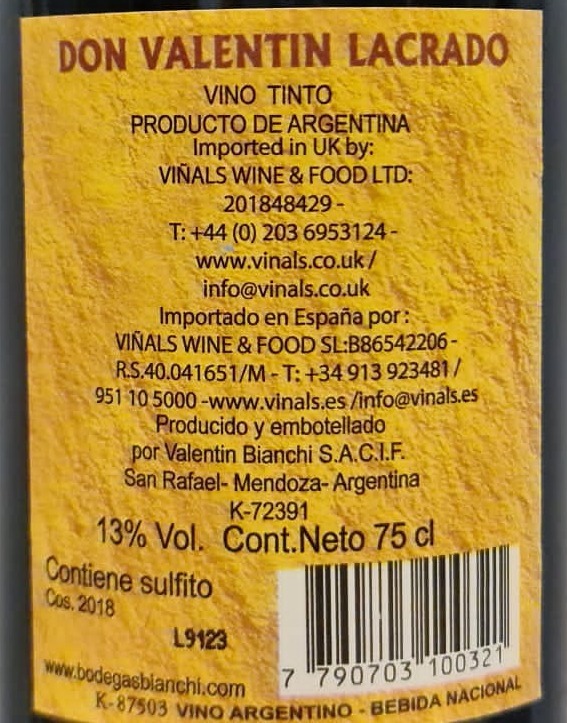 DON VALENTIN LACRADO
VINO TINTO
PRODUCTO DE ARGENTINA
Imported in UK by:
VIÑALS WINE & FOOD LTD:
201848429 -
T: +44 (0) 203 6953124 -
www.vinals.co.uk /
info@vinals.co.uk
Importado en España por :
VIÑALS WINE & FOOD SL:B86542206 -
R.S.40.041651/M - T: +34 913 923481 /
951 10 5000 -www.vinals.es /info@vinals.es
Producido y embotellado
por Valentin Bianchi S.A.C.I.F.
San Rafael- Mendoza- Argentina
K-72391
13% Vol. Cont.Neto 75 cl
Contiene sulfito
Cos. 2018
L9123
7 790703 100321
www.bodegasbianchi.com
K-87503 VINO ARGENTINO - BEBIDA NACIONAL